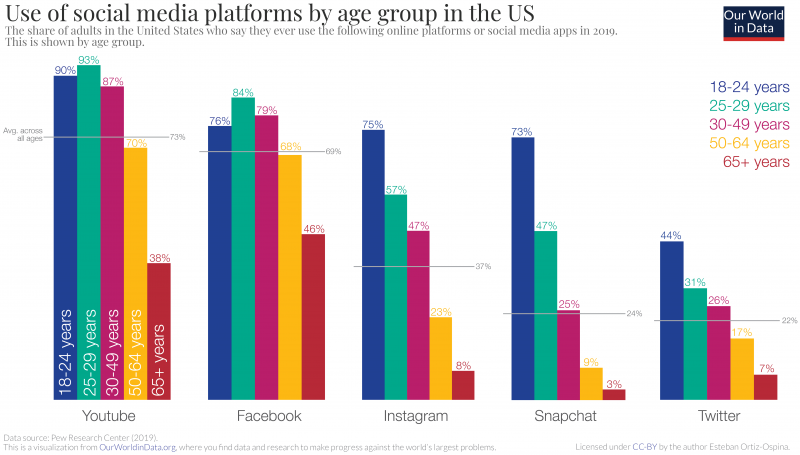 Use of social media platforms by age group in the US
The share of adults in the United States who say they ever use the following online platforms or social media apps in 2019.
This is shown by age group.
Our World
in Data
18-24 years
25-29 years
30-49 years
50-64 years
65+ years
Avg. across
all ages
90%
93%
87%
70%
38%
73%
18-24 years
25-29 years
30-49 years
50-64 years
65+ years
76%
84%
79%
68%
46%
69%
75%
57%
47%
23%
8%
37%
73%
47%
25%
9%
3%
24%
44%
31%
26%
17%
7%
22%
Youtube
Facebook
Instagram
Snapchat
Twitter
Data source: Pew Research Center (2019).
This is a visualization from OurWorldinData.org, where you find data and research to make progress against the world's largest problems.
Licensed under CC-BY by the author Esteban Ortiz-Ospina.